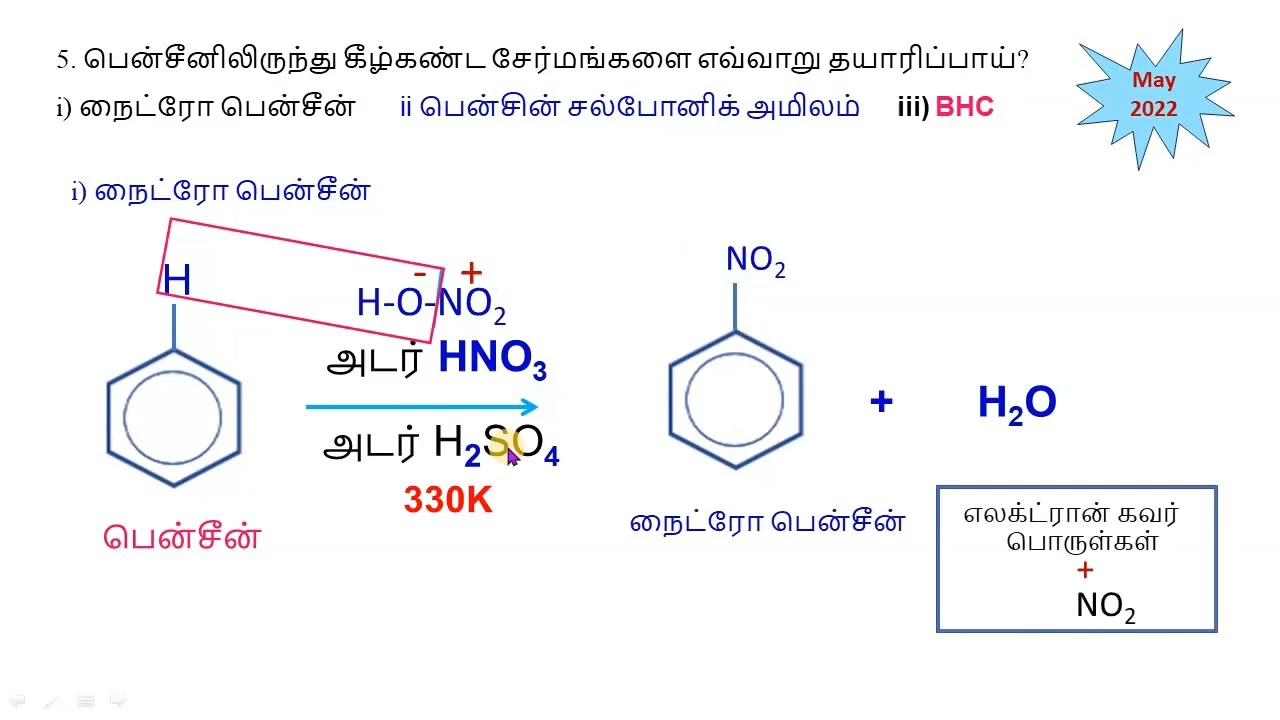 5. பென்சீனிலிருந்து கீழ்கண்ட சேர்மங்களை எவ்வாறு தயாரிப்பாய்?
May
2022
i) நைட்ரோ பென்சீன் ii பென்சின் சல்போனிக் அமிலம் iii) BHC
i) நைட்ரோ பென்சீன்
H
- +
H-O-NO2
அடர் HNO3
அடர் H2SO4
330K
பென்சீன்
NO2
+ H2O
நைட்ரோ பென்சீன்
எலக்ட்ரான் கவர்
பொருள்கள்
+
NO2